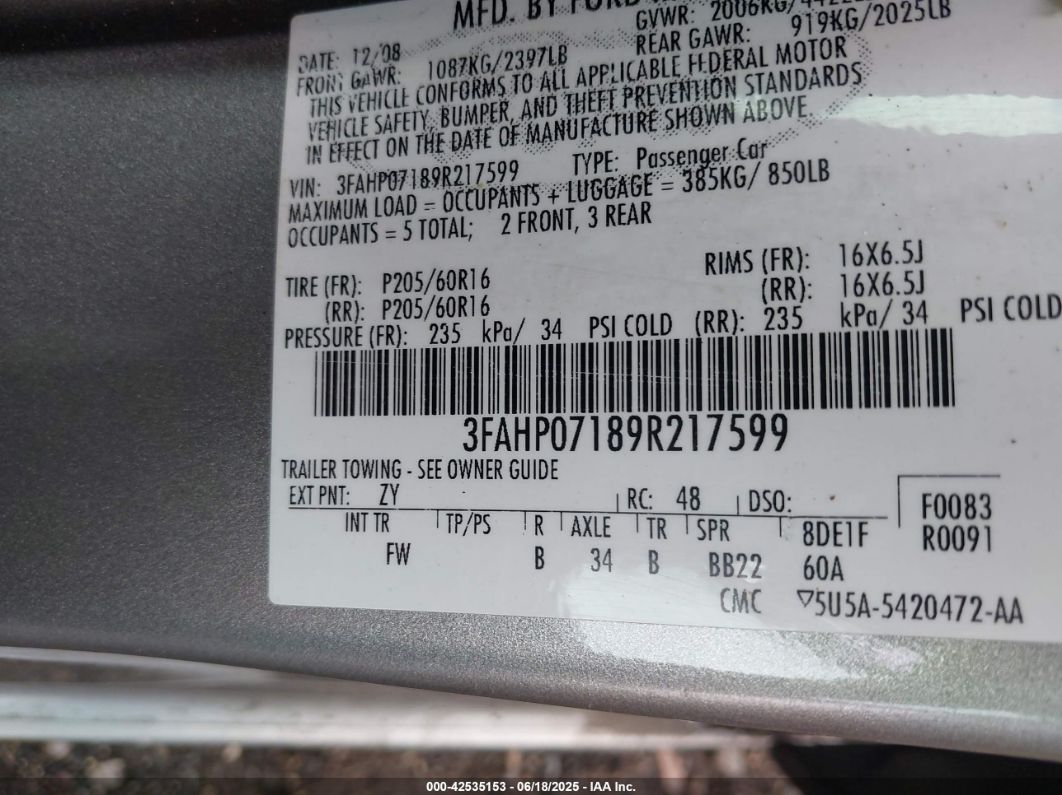 MFD. BY FORD
DATE: 12/08 GVWR: 2006KG/
FRONT GAWR: 1087KG/2397LB REAR GAWR: 919KG/2025LB
THIS VEHICLE CONFORMS TO ALL APPLICABLE FEDERAL MOTOR
VEHICLE SAFETY, BUMPER, AND THEFT PREVENTION STANDARDS
IN EFFECT ON THE DATE OF MANUFACTURE SHOWN ABOVE.
VIN: 3FAHP07189R217599 TYPE: Passenger Car
MAXIMUM LOAD = OCCUPANTS + LUGGAGE = 385KG/ 850LB
OCCUPANTS = 5 TOTAL; 2 FRONT, 3 REAR
TIRE (FR): P205/60R16 RIMS (FR): 16X6.5J
(RR): P205/60R16 (RR): 16X6.5J
PRESSURE (FR): 235 kPa/ 34 PSI COLD (RR): 235 kPa/ 34 PSI COLD
3FAHP07189R217599
TRAILER TOWING - SEE OWNER GUIDE
EXT PNT: ZY RC: 48 DSO: F0083
INT TR TP/PS R AXLE TR SPR 8DE1F R0091
FW B 34 B BB22 60A
CMC ▽5U5A-5420472-AA
000-42535153 - 06/18/2025 - IAA Inc.